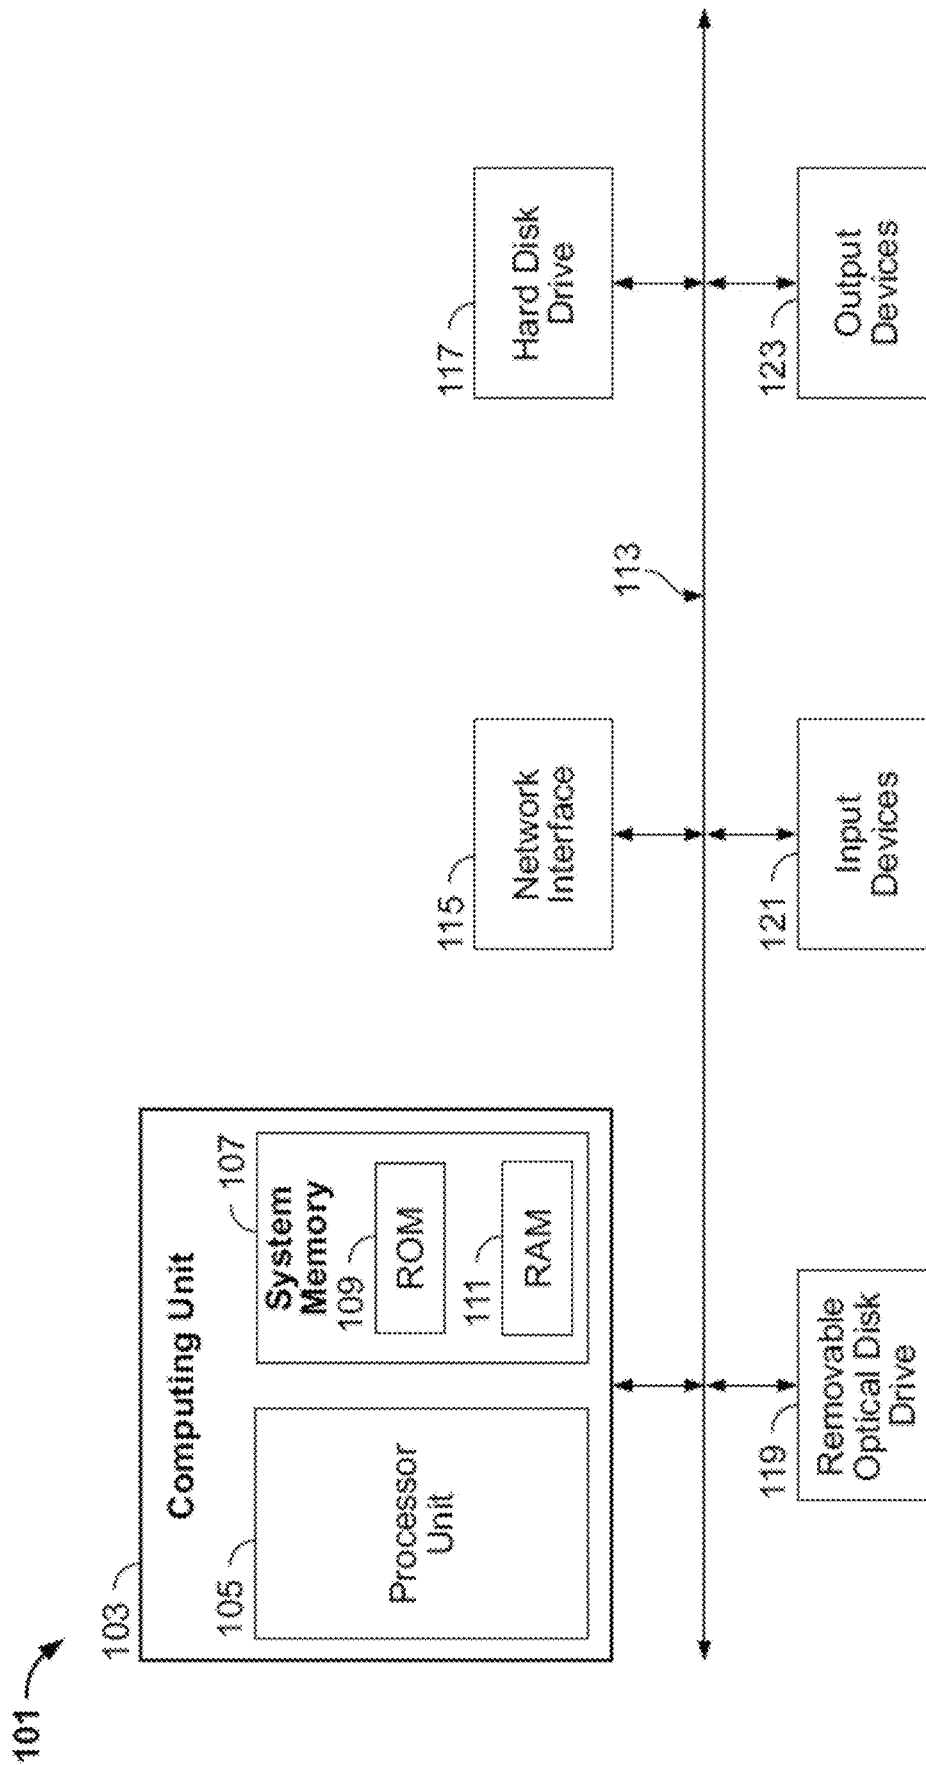 101
103
Computing Unit
105
Processor
Unit
107
System
Memory
109
ROM
111
RAM
115
Network
Interface
117
Hard Disk
Drive
113
119
Removable
Optical Disk
Drive
121
Input
Devices
123
Output
Devices